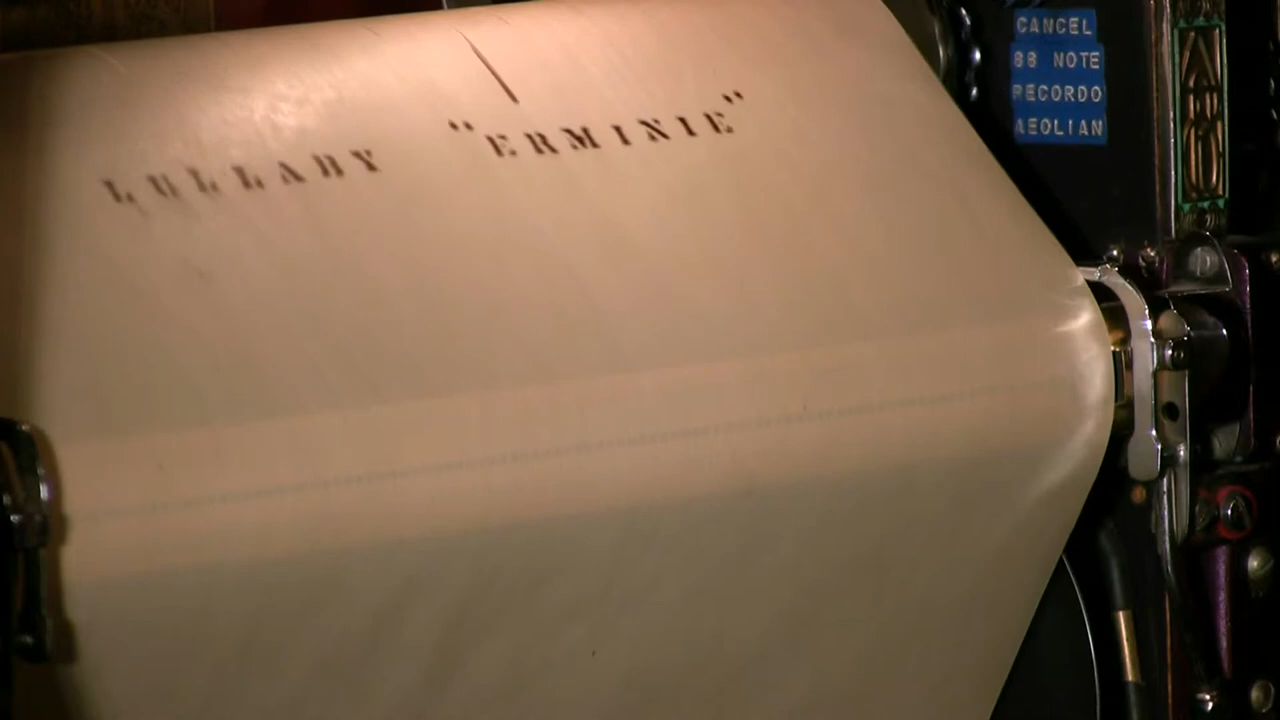 LULLABY "ERMINIE"
CANCEL
88 NOTE
RECORDO
AEOLIAN